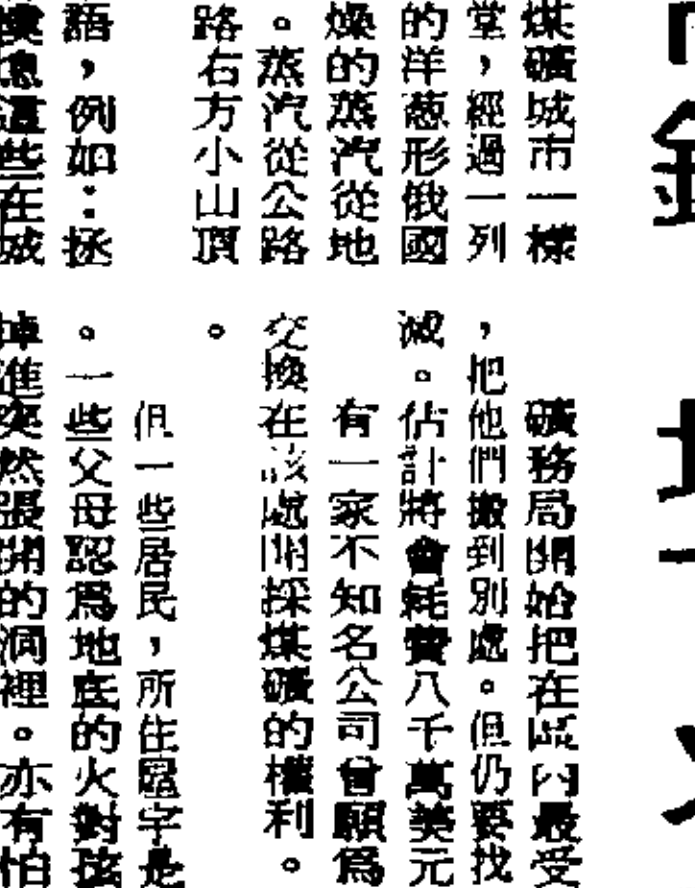 煤礦城市一樣
堂,經過一列
的洋葱形俄國
燥的蒸汽從地
。蒸汽從公路
路右方小山頂
語,例如:拯
這些在城
礦務局開始把在區內最受
,把他們搬到別處。但仍要找
減。估計將會耗費八千萬美元
有一家不知名公司曾願爲
交換在該處開採煤礦的權利。
。
但一些居民,所住屋宇是
。一些父母認爲地底的火對孩
掉進突然張開的洞裡。亦有怕